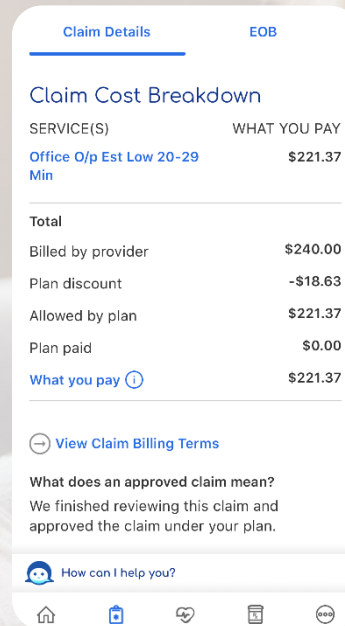 Claim Details EOB
Claim Cost Breakdown
SERVICE(S) WHAT YOU PAY
Office O/p Est Low 20-29 $221.37
Min
Total
Billed by provider $240.00
Plan discount -$18.63
Allowed by plan $221.37
Plan paid $0.00
What you pay i $221.37
View Claim Billing Terms
What does an approved claim mean?
We finished reviewing this claim and
approved the claim under your plan.
How can I help you?